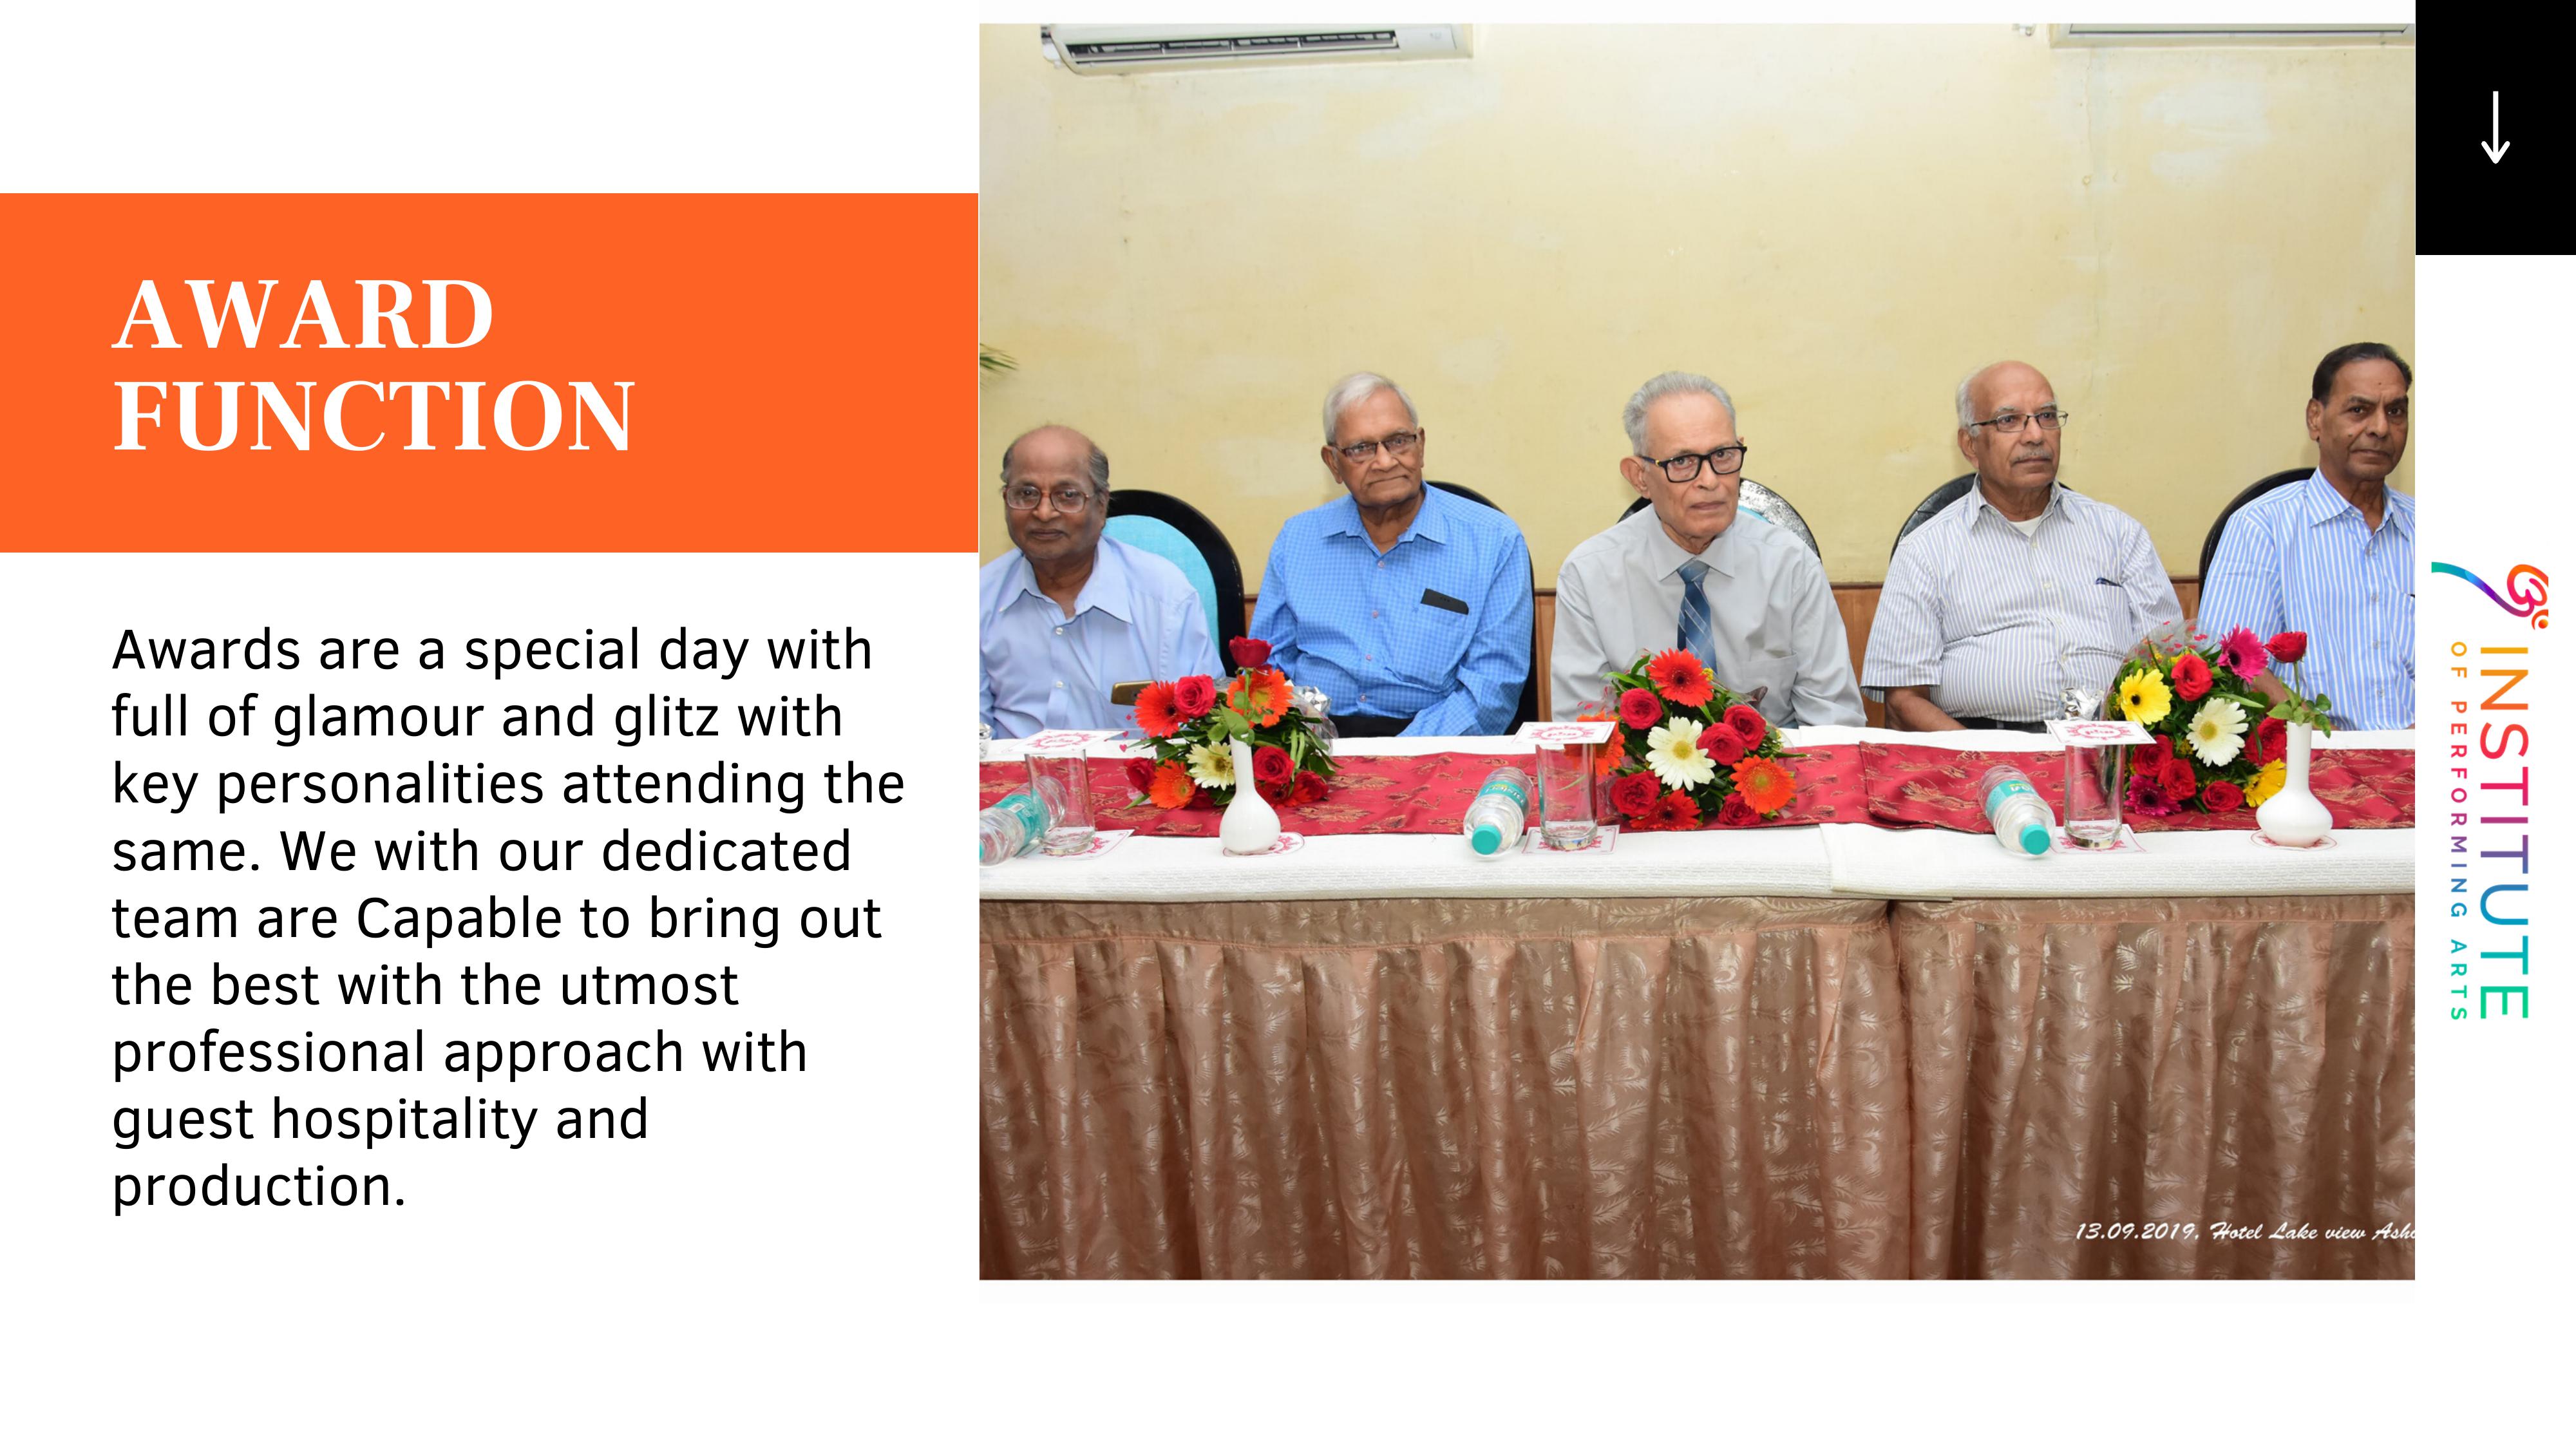 AWARD
FUNCTION
Awards are a special day with
full of glamour and glitz with
key personalities attending the
same. We with our dedicated
team are Capable to bring out
the best with the utmost
professional approach with
guest hospitality and
production.
13.09.2019. Hotel Lake view
INSTITUTE
OF PERFORMING ARTS